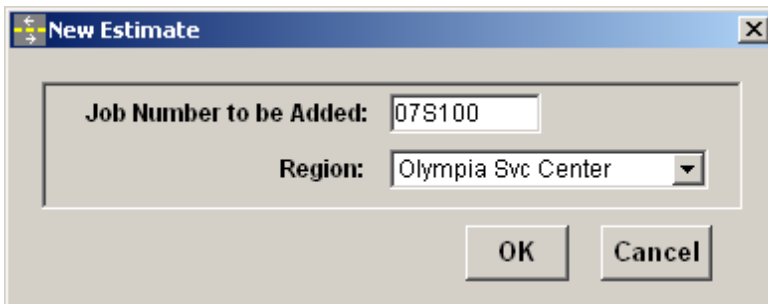 New Estimate
Job Number to be Added: 07S100
Region: Olympia Svc Center
OK Cancel